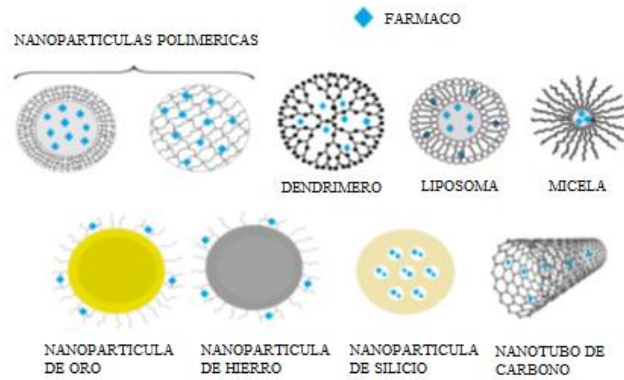 FARMACO
NANOPARTICULAS POLIMERICAS
DENDRIMERO
LIPOSOMA
MICELA
NANOPARTICULA
DE ORO
NANOPARTICULA
DE HIERRO
NANOPARTICULA
DE SILICIO
NANOTUBO DE
CARBONO